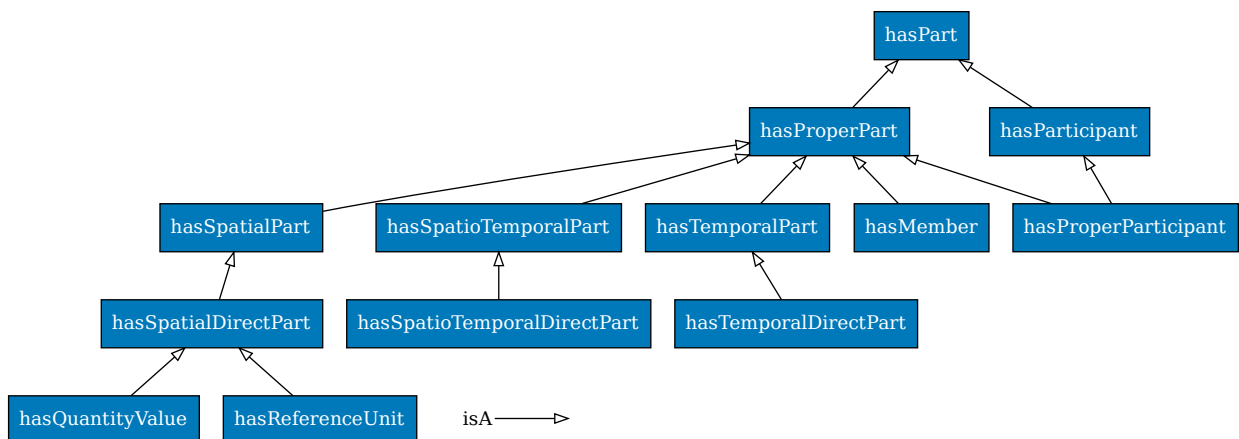 hasPart
hasProperPart
hasParticipant
hasSpatialPart
hasSpatioTemporalPart
hasTemporalPart
hasMember
hasProperParticipant
hasSpatialDirectPart
hasSpatioTemporalDirectPart
hasTemporalDirectPart
hasQuantityValue
hasReferenceUnit
isA